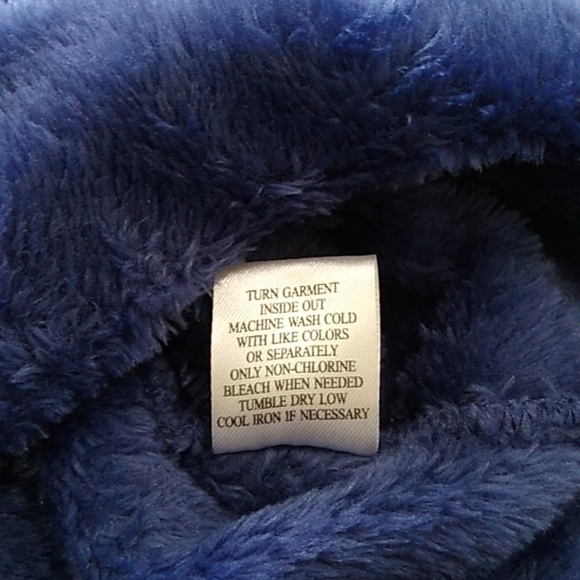 TURN GARMENT
INSIDE OUT
MACHINE WASH COLD
WITH LIKE COLORS
OR SEPARATELY
ONLY NON-CHLORINE
BLEACH WHEN NEEDED
TUMBLE DRY LOW
COOL IRON IF NECESSARY